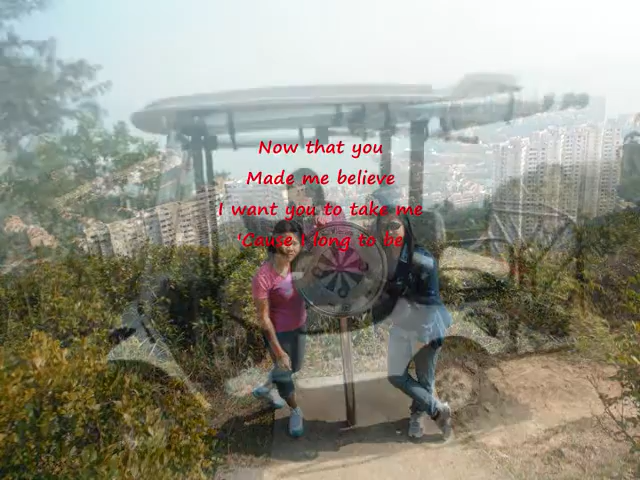 Now that you
Made me believe
I want you to take me
'Cause I long to be